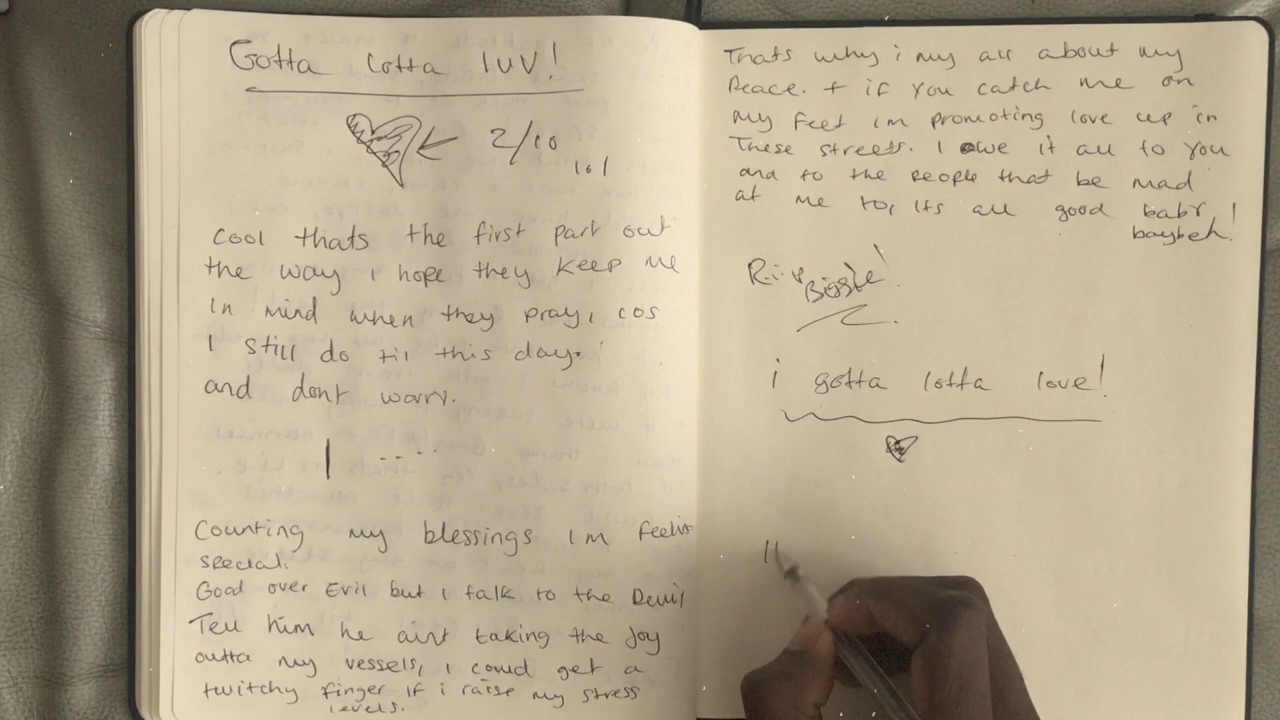 Gotta Lotta luv!
2/10
lol
Cool thats the first part out
the way i hope they keep me
in mind when they pray, cos
I still do til this day.
and dont worry.
Counting my blessings im feelin
special.
Good over Evil but i talk to the Devil
Tell him he aint taking the Joy
outta my vessels, i could get a
twitchy finger if i raise my stress
levels.
Thats why i my all about my
Peace. + if you catch me on
my feet im promoting love up in
These streets. I owe it all to you
and to the people that be mad
at me to, its all good baby!
baybeh!
R.i.P
Biggie!
i gotta lotta love!